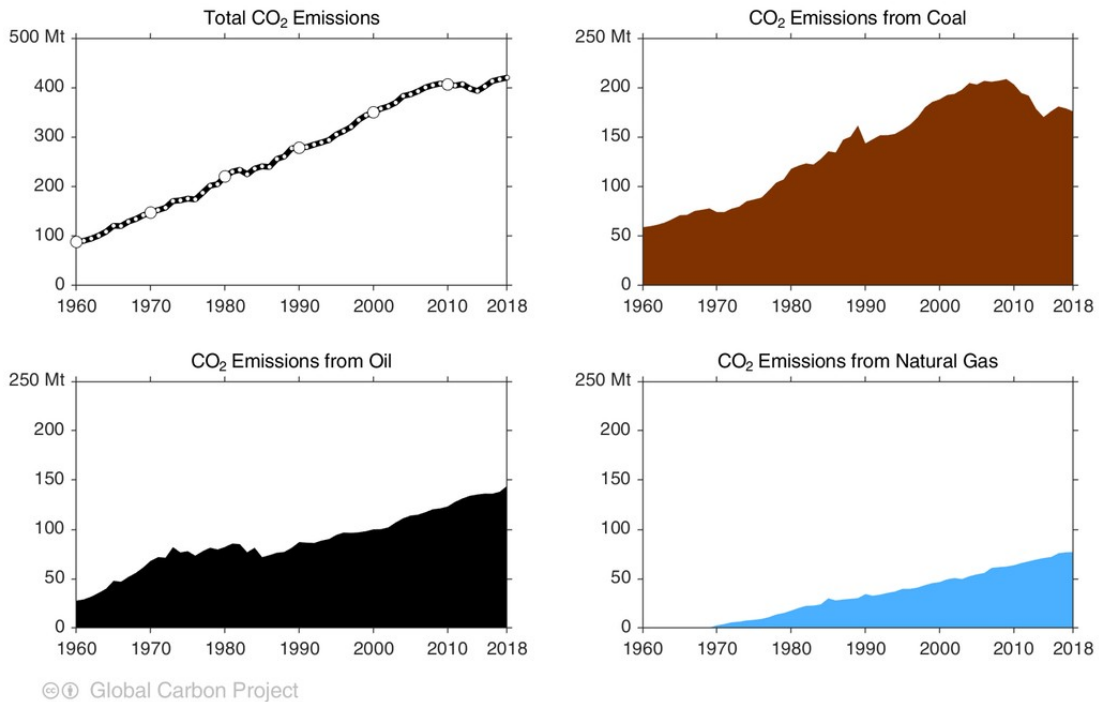 Total CO₂ Emissions
500 Mt
400
300
200
100
0
1960 1970 1980 1990 2000 2010 2018
CO₂ Emissions from Coal
250 Mt
200
150
100
50
0
1960 1970 1980 1990 2000 2010 2018
CO₂ Emissions from Oil
250 Mt
200
150
100
50
0
1960 1970 1980 1990 2000 2010 2018
CO₂ Emissions from Natural Gas
250 Mt
200
150
100
50
0
1960 1970 1980 1990 2000 2010 2018
cc Global Carbon Project